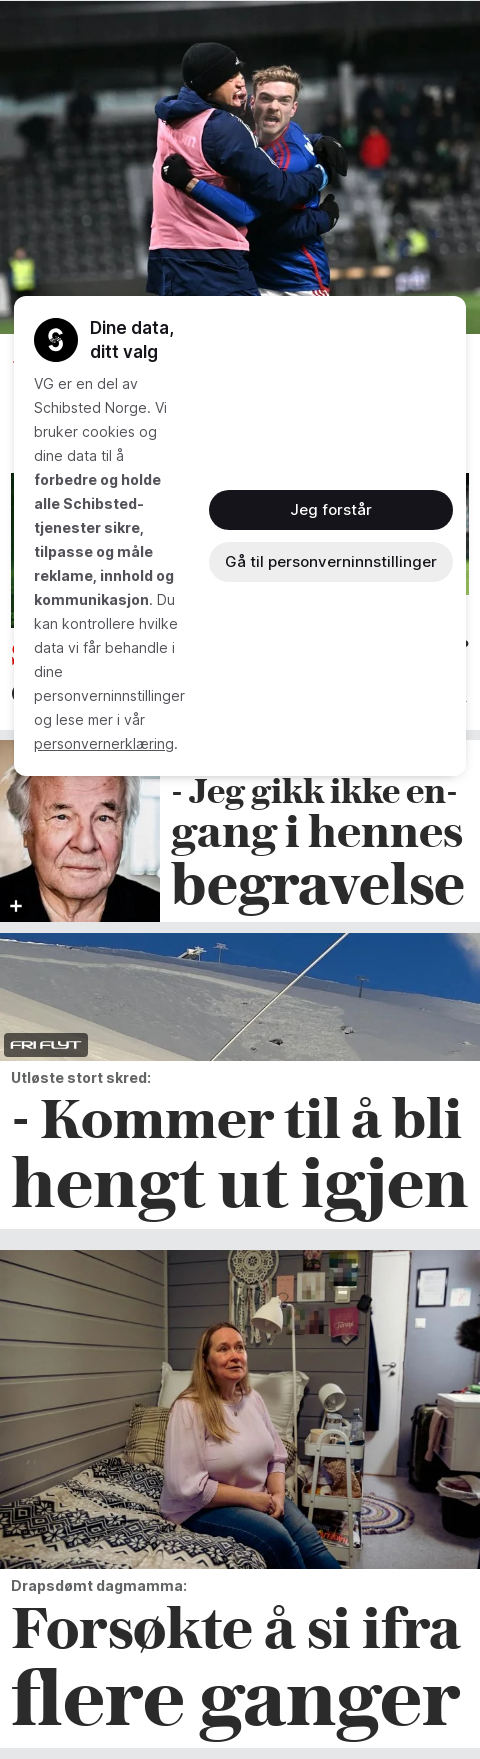 Dine data,
ditt valg
VG er en del av
Schibsted Norge. Vi
bruker cookies og
dine data til å
forbedre og holde
alle Schibsted-
tjenester sikre,
tilpasse og måle
reklame, innhold og
kommunikasjon. Du
kan kontrollere hvilke
data vi får behandle i
dine
personverninnstillinger
og lese mer i vår
personvernerklæring.
Jeg forstår
Gå til personverninnstillinger
- Jeg gikk ikke en-
gang i hennes
begravelse
FRI FLYT
Utløste stort skred:
- Kommer til å bli
hengt ut igjen
Drapsdømt dagmamma:
Forsøkte å si ifra
flere ganger